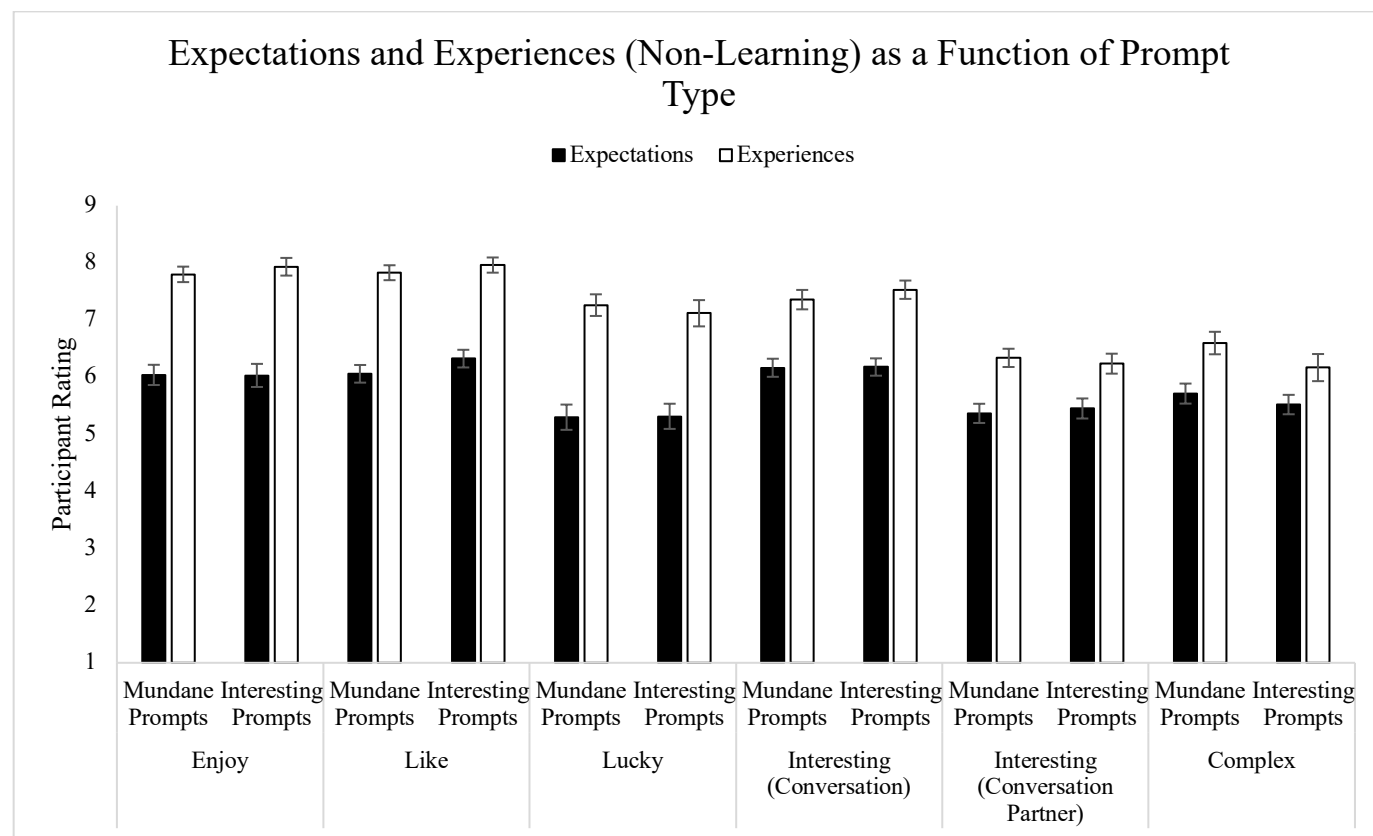 Expectations and Experiences (Non-Learning) as a Function of Prompt
Type
Expectations Experiences
9
8
7
6
5
4
3
2
1
Participant Rating
Mundane Interesting Mundane Interesting Mundane Interesting Mundane Interesting Mundane Interesting Mundane Interesting
Prompts Prompts Prompts Prompts Prompts Prompts Prompts Prompts Prompts Prompts Prompts Prompts
Enjoy Like Lucky Interesting Interesting Complex
(Conversation) (Conversation
Partner)